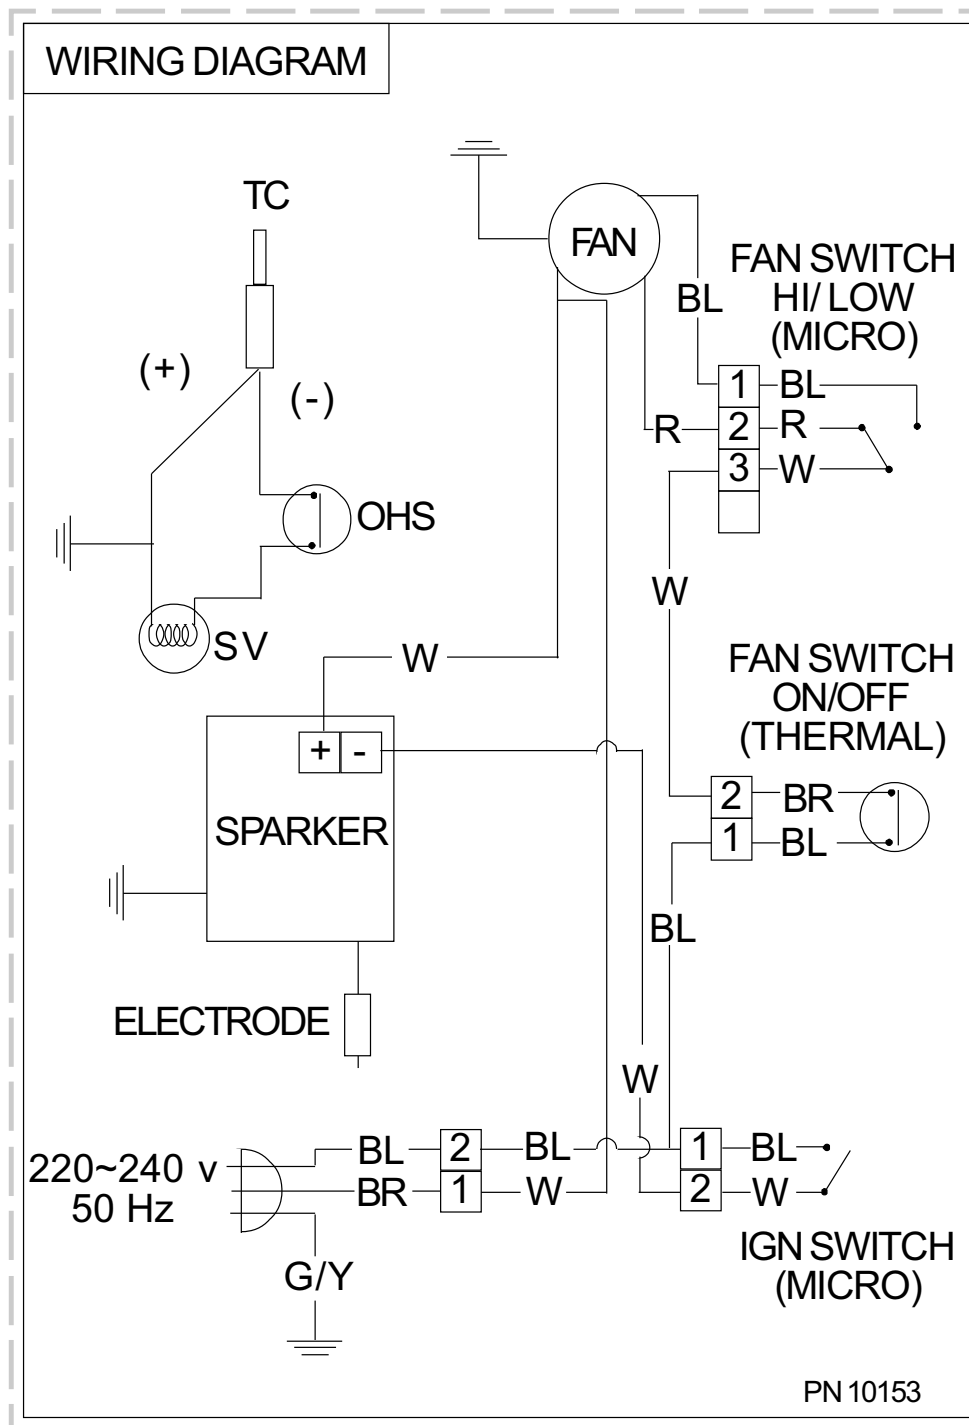 WIRING DIAGRAM
TC
(+)
(-)
OHS
SV
FAN
BL
FAN SWITCH
HI/ LOW
(MICRO)
1 BL
R 2 R
3 W
W
W
FAN SWITCH
ON/OFF
(THERMAL)
2 BR
1 BL
BL
+ -
SPARKER
ELECTRODE
W
220~240 v
50 Hz
BL 2 BL
BR 1 W
1 BL
2 W
G/Y
IGN SWITCH
(MICRO)
PN 10153